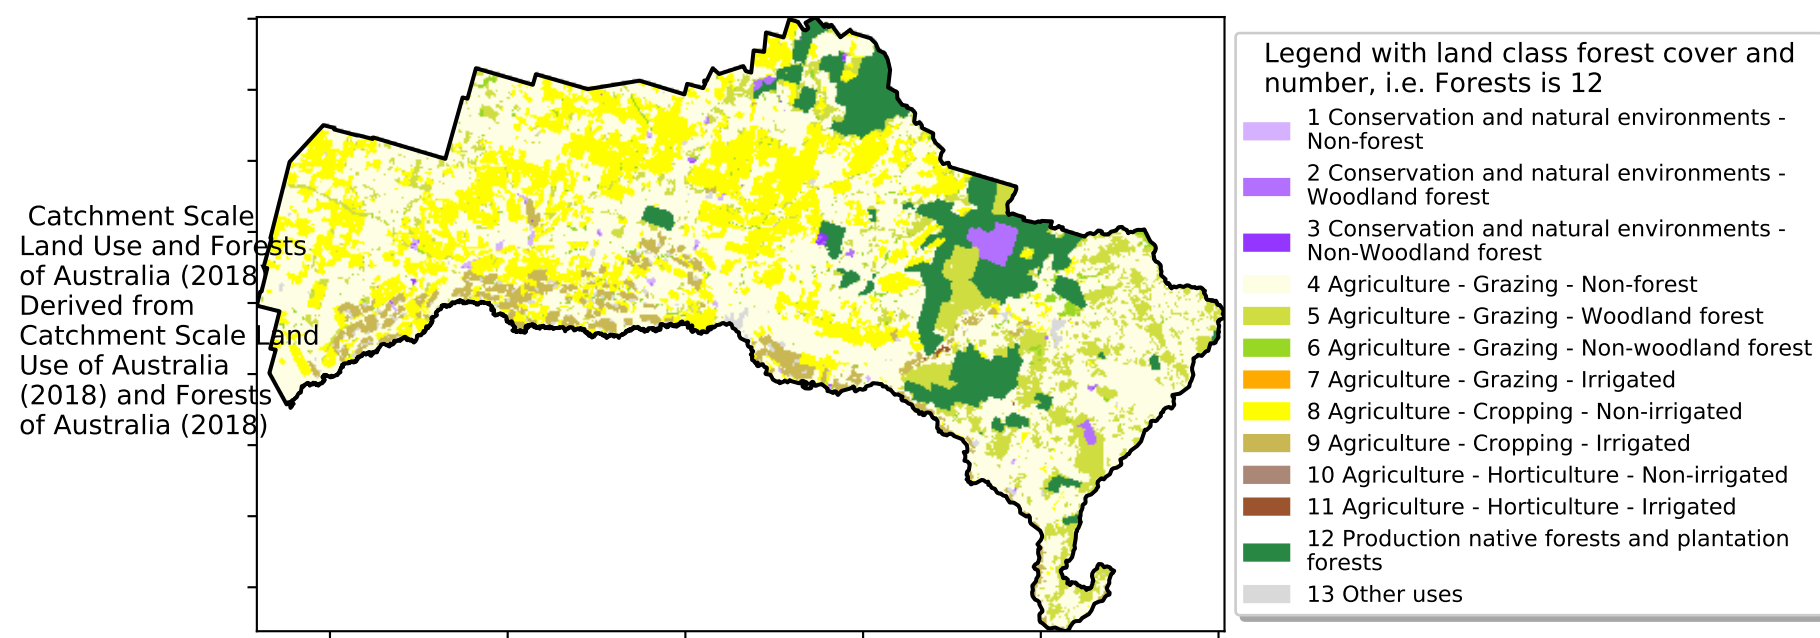 Catchment Scale
Land Use and Forests
of Australia (2018)
Derived from
Catchment Scale Land
Use of Australia
(2018) and Forests
of Australia (2018)
Legend with land class forest cover and
number, i.e. Forests is 12
1 Conservation and natural environments -
Non-forest
2 Conservation and natural environments -
Woodland forest
3 Conservation and natural environments -
Non-Woodland forest
4 Agriculture - Grazing - Non-forest
5 Agriculture - Grazing - Woodland forest
6 Agriculture - Grazing - Non-woodland forest
7 Agriculture - Grazing - Irrigated
8 Agriculture - Cropping - Non-irrigated
9 Agriculture - Cropping - Irrigated
10 Agriculture - Horticulture - Non-irrigated
11 Agriculture - Horticulture - Irrigated
12 Production native forests and plantation
forests
13 Other uses